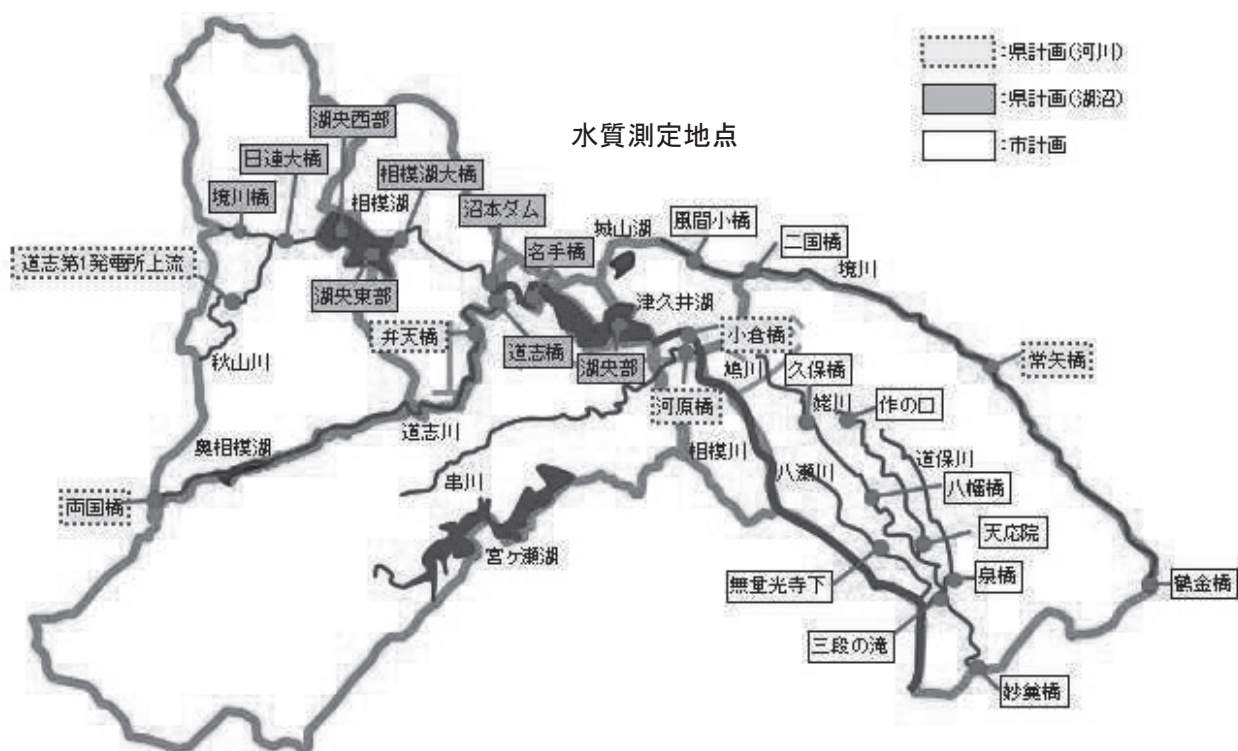 :県計画(河川)
:県計画(湖沼)
:市計画
水質測定地点
湖央西部
日連大橋
相模湖大橋
境川橋
相模湖
沼本ダム
風間小橋
城山湖
二国橋
名手橋
境川
道志第1発電所上流
湖央東部
津久井湖
弁天橋
小倉橋
道志橋
湖央部
鳩川
久保橋
常矢橋
秋山川
河原橋
姥川
作の口
道志川
奥相模湖
相模川
道保川
八瀬川
串川
八幡橋
両国橋
天応院
宮ヶ瀬湖
無量光寺下
泉橋
鶴金橋
三段の滝
妙奠橋